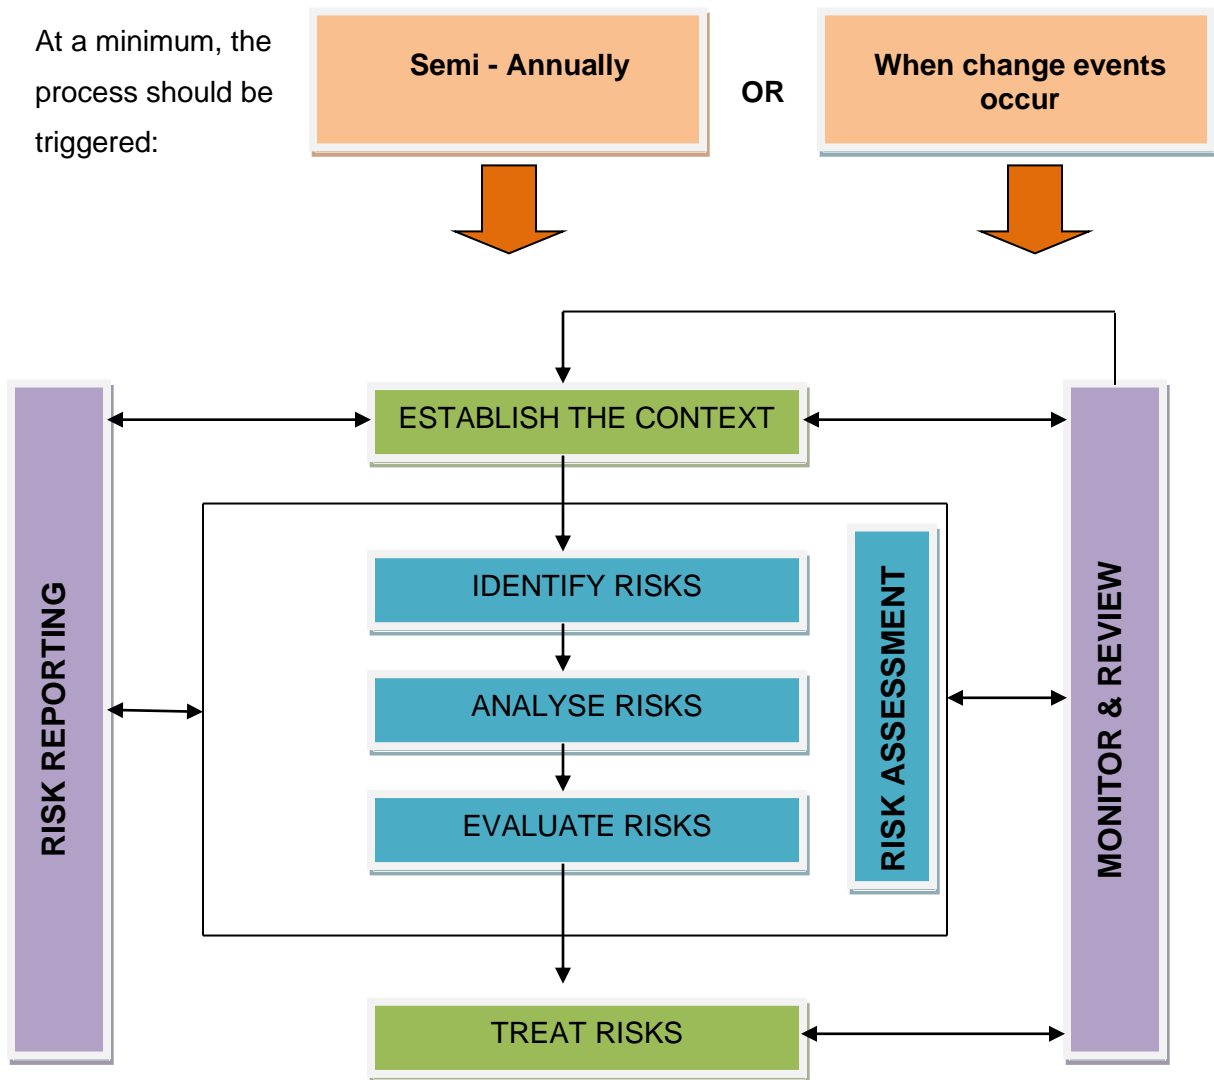 At a minimum, the
process should be
triggered:
Semi - Annually
OR
When change events
occur
ESTABLISH THE CONTEXT
IDENTIFY RISKS
ANALYSE RISKS
EVALUATE RISKS
TREAT RISKS
RISK REPORTING
RISK ASSESSMENT
MONITOR & REVIEW